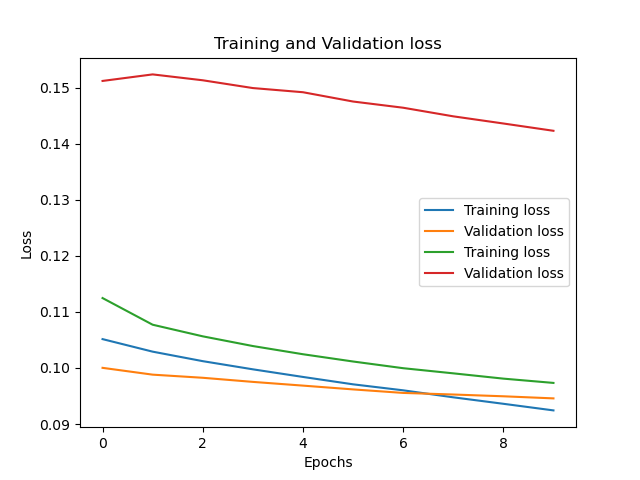 Training and Validation loss
0.15
0.14
0.13
0.12
0.11
0.10
0.09
Loss
Training loss
Validation loss
Training loss
Validation loss
0 2 4 6 8
Epochs